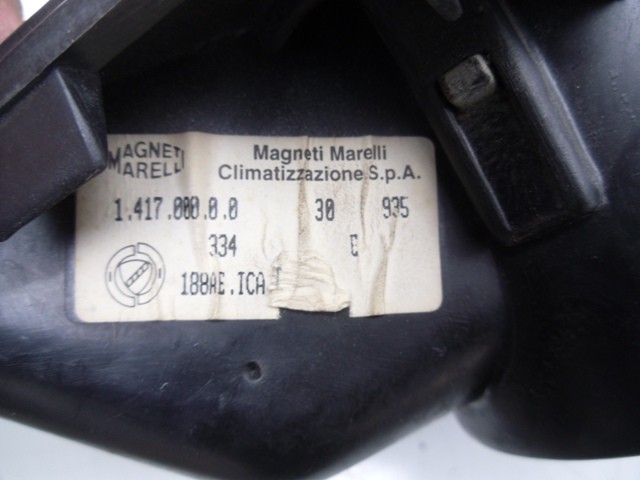 MAGNETI
MARELLI
Magneti Marelli
Climatizzazione S.p.A.
1.417.000.0.0 30 935
334 E
188AE.ICA